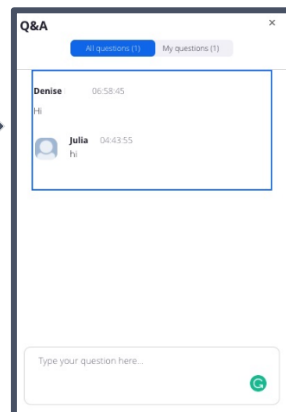 Q&A
×
All questions (1) My questions (1)
Denise 06:58:45
Hi
Julia 04:43:55
hi
Type your question here...